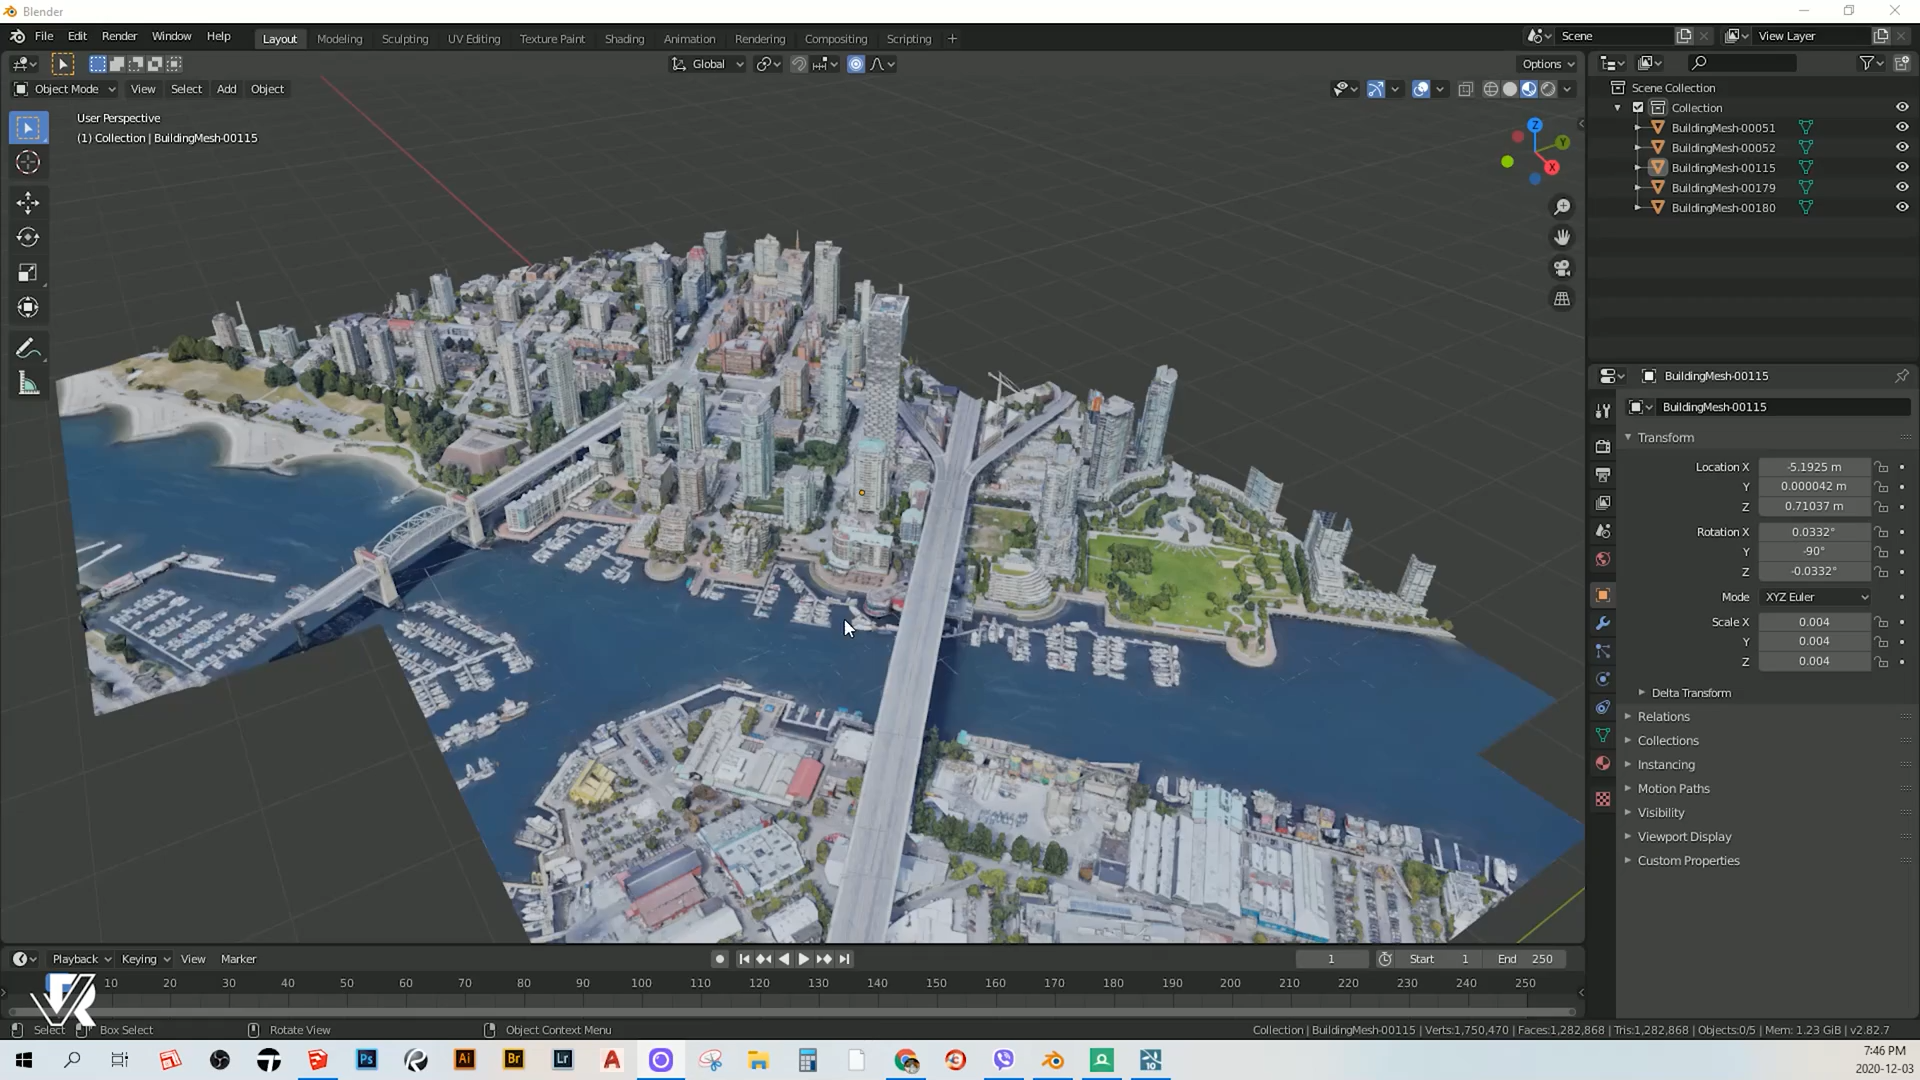 Blender
File Edit Render Window Help
Layout Modeling Sculpting UV Editing Texture Paint Shading Animation Rendering Compositing Scripting +
Scene
View Layer
Global
Options
Object Mode View Select Add Object
User Perspective
(1) Collection | BuildingMesh-00115
Z
Y
X
Scene Collection
Collection
BuildingMesh-00051
BuildingMesh-00052
BuildingMesh-00115
BuildingMesh-00179
BuildingMesh-00180
BuildingMesh-00115
BuildingMesh-00115
Transform
Location X -5.1925 m
Y 0.000042 m
Z 0.71037 m
Rotation X 0.0332°
Y -90°
Z -0.0332°
Mode XYZ Euler
Scale X 0.004
Y 0.004
Z 0.004
Delta Transform
Relations
Collections
Instancing
Motion Paths
Visibility
Viewport Display
Custom Properties
Playback Keying View Marker
1 Start 1 End 250
10 20 30 40 50 60 70 80 90 100 110 120 130 140 150 160 170 180 190 200 210 220 230 240 250
VR
Select Box Select Rotate View Object Context Menu
Collection | BuildingMesh-00115 | Verts:1,750,470 | Faces:1,282,868 | Tris:1,282,868 | Objects:0/5 | Mem: 1.23 GiB | v2.82.7
Ps Ai Br Lr A 10
7:46 PM
2020-12-03